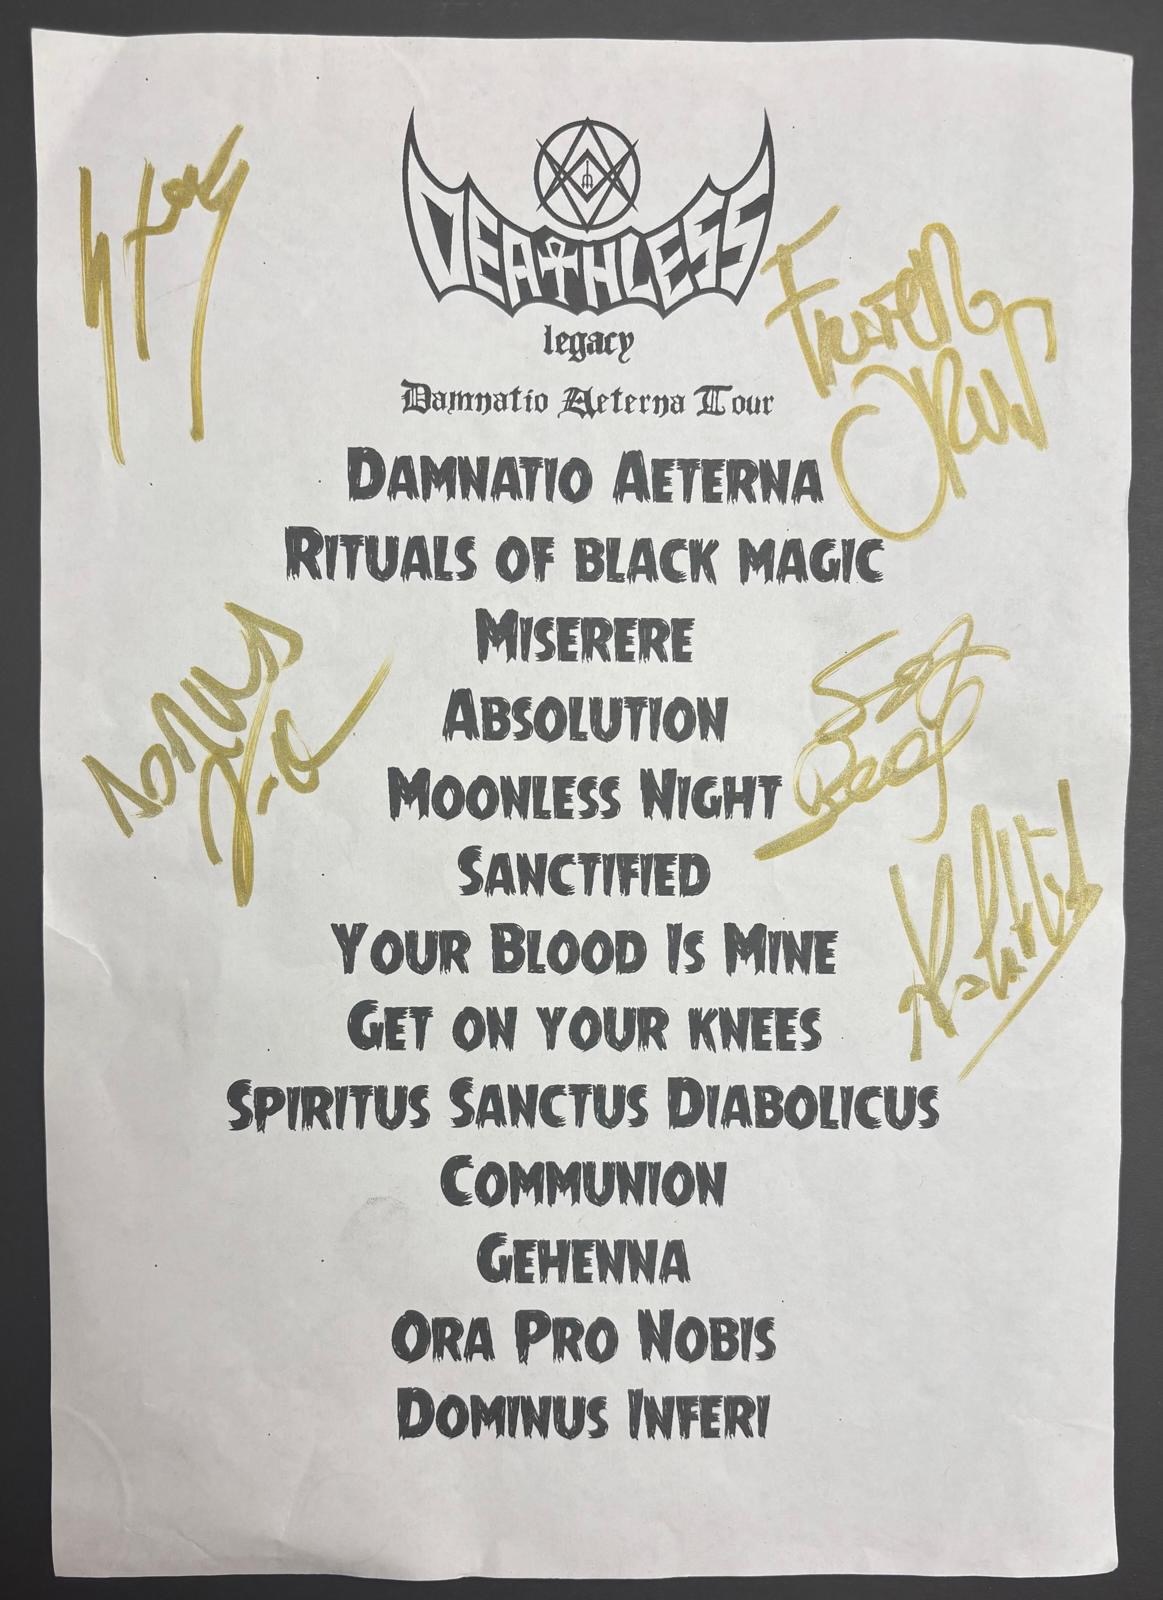 DEATHLESS
legacy
Damnatio Aeterna Tour
DAMNATIO AETERNA
RITUALS OF BLACK MAGIC
MISERERE
ABSOLUTION
MOONLESS NIGHT
SANCTIFIED
YOUR BLOOD IS MINE
GET ON YOUR KNEES
SPIRITUS SANCTUS DIABOLICUS
COMMUNION
GEHENNA
ORA PRO NOBIS
DOMINUS INFERI